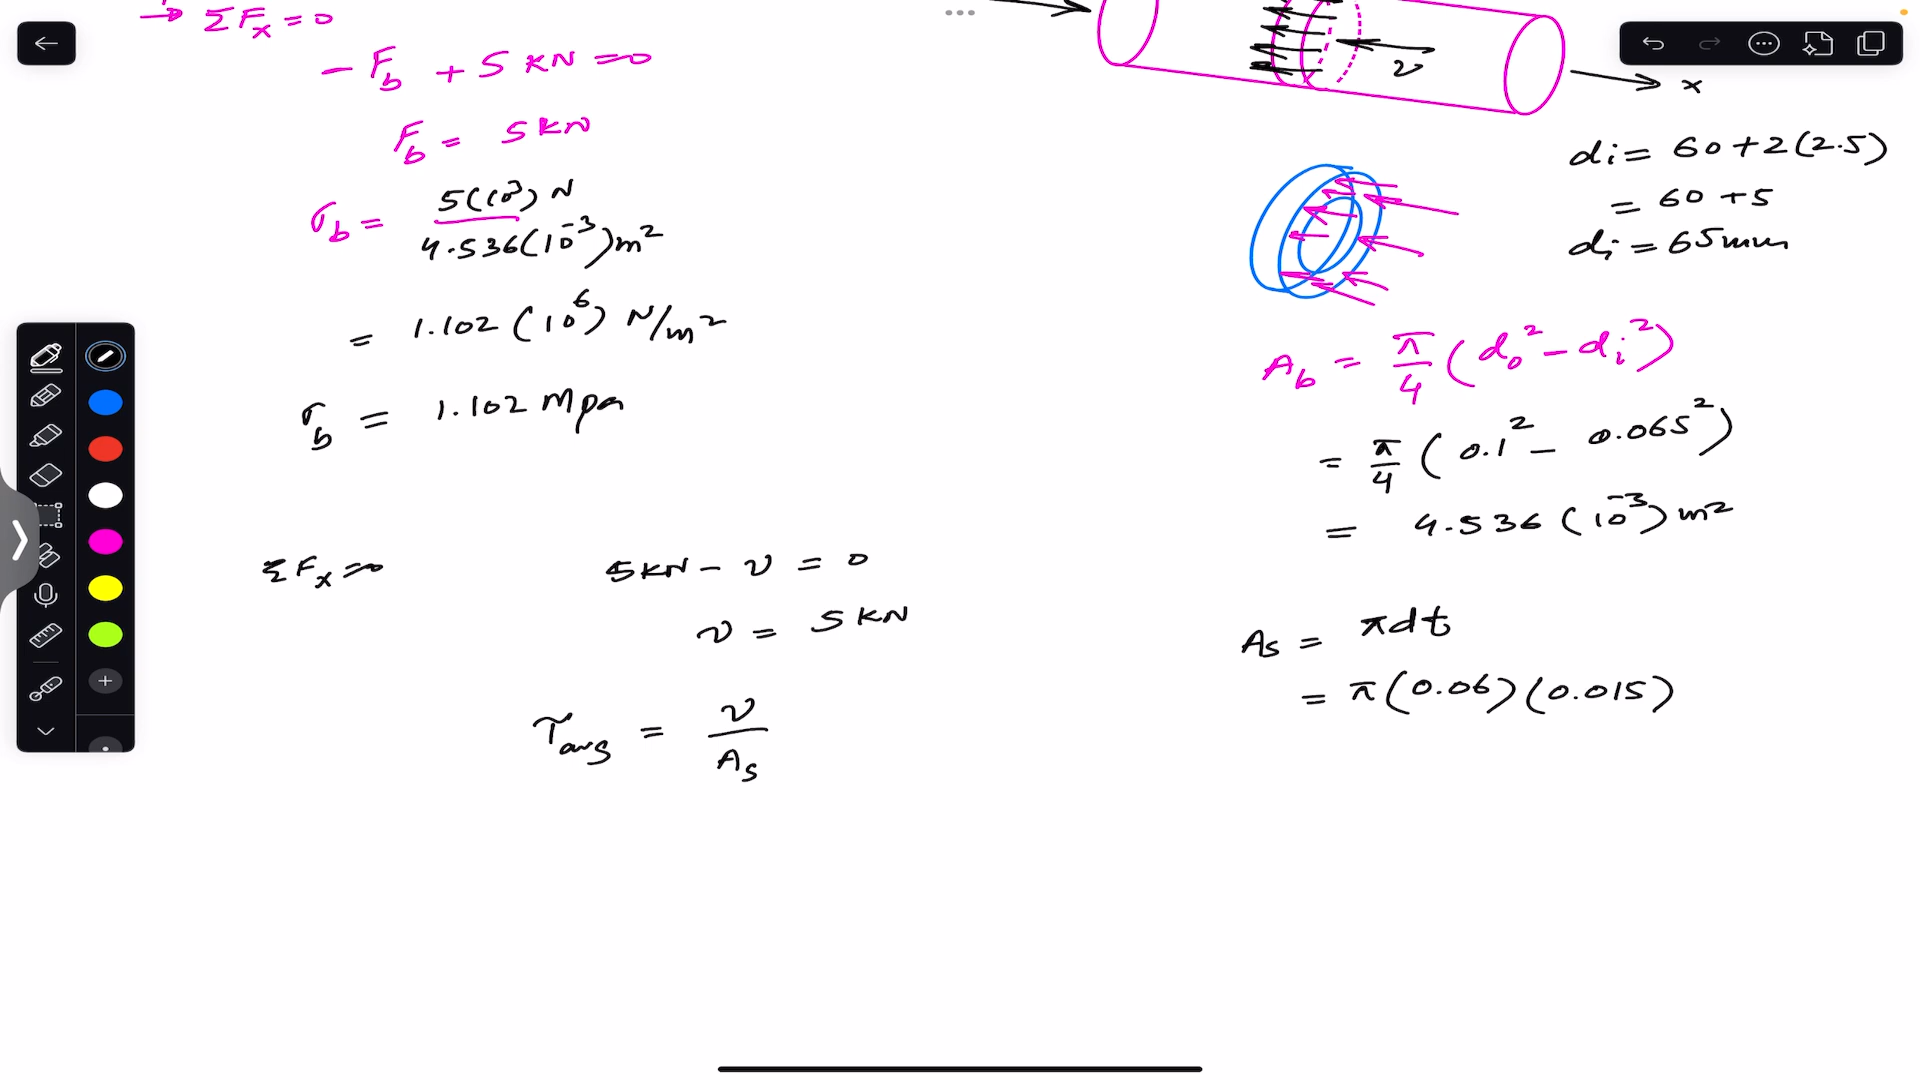 → ΣFx = 0
- Fb + 5 KN = 0
Fb = 5 KN
σb = 5(10³) N / 4.536(10⁻³) m²
= 1.102 (10⁶) N/m²
σb = 1.102 Mpa
ΣFx = 0
5 KN - V = 0
V = 5 KN
τavg = V / As
V
x
di = 60 + 2(2.5)
= 60 + 5
di = 65 mm
Ab = π/4 (do² - di²)
= π/4 (0.1² - 0.065²)
= 4.536 (10⁻³) m²
As = πdt
= π(0.06)(0.015)